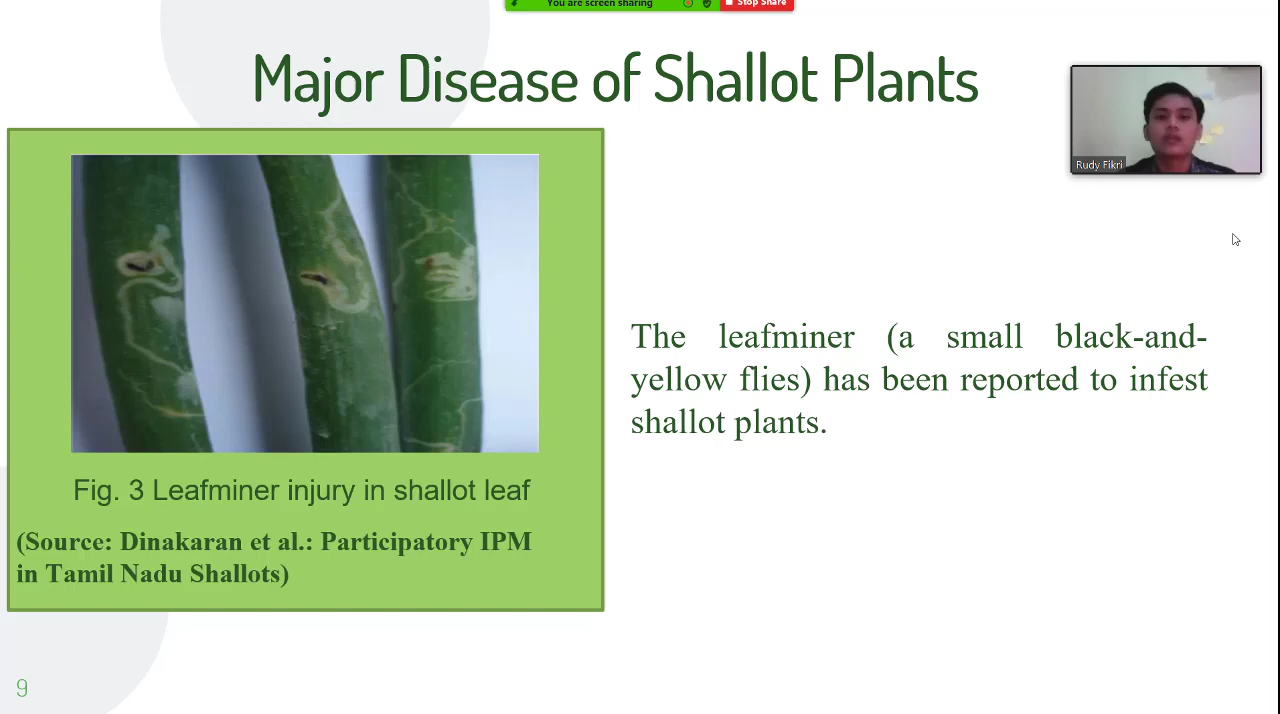 You are screen sharing
Stop Share
Major Disease of Shallot Plants
Rudy Fikri
The leafminer (a small black-and-
yellow flies) has been reported to infest
shallot plants.
Fig. 3 Leafminer injury in shallot leaf
(Source: Dinakaran et al.: Participatory IPM
in Tamil Nadu Shallots)
9